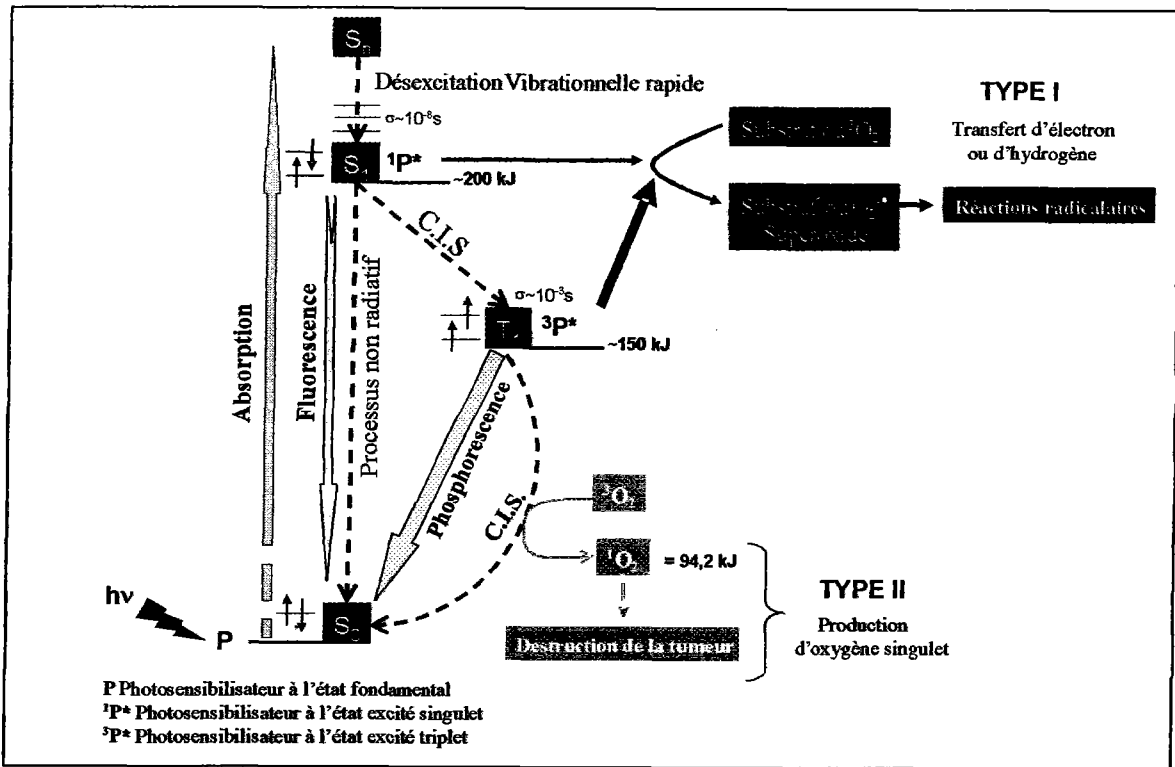 Sn
Désexcitation Vibrationnelle rapide
σ~10⁻⁸s
S₁
¹P*
~200 kJ
TYPE I
Transfert d'électron
ou d'hydrogène
Réactions radicalaires
C.I.S
σ~10⁻³s
³P*
~150 kJ
Absorption
Fluorescence
Processus non radiatif
Phosphorescence
C.I.S.
³O₂
¹O₂
= 94,2 kJ
TYPE II
Production
d'oxygène singulet
Destruction de la tumeur
hν
P
S₀
P Photosensibilisateur à l'état fondamental
¹P* Photosensibilisateur à l'état excité singulet
³P* Photosensibilisateur à l'état excité triplet